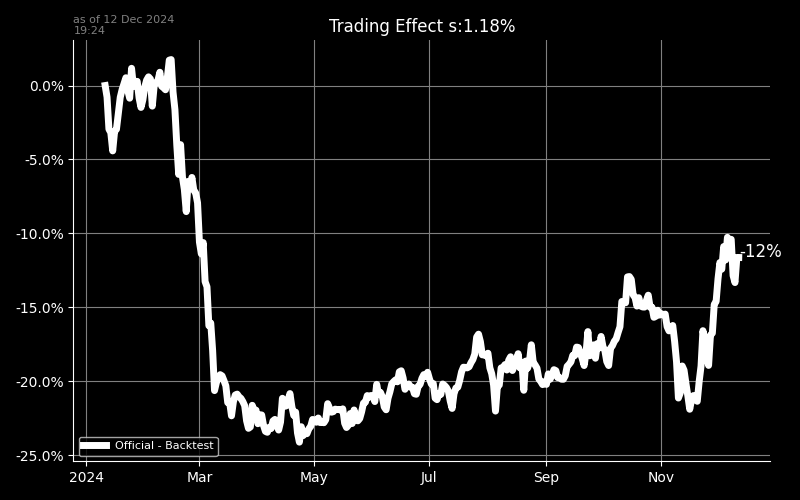 as of 12 Dec 2024
19:24
Trading Effect s:1.18%
0.0%
-5.0%
-10.0%
-12%
-15.0%
-20.0%
-25.0%
Official - Backtest
2024
Mar
May
Jul
Sep
Nov